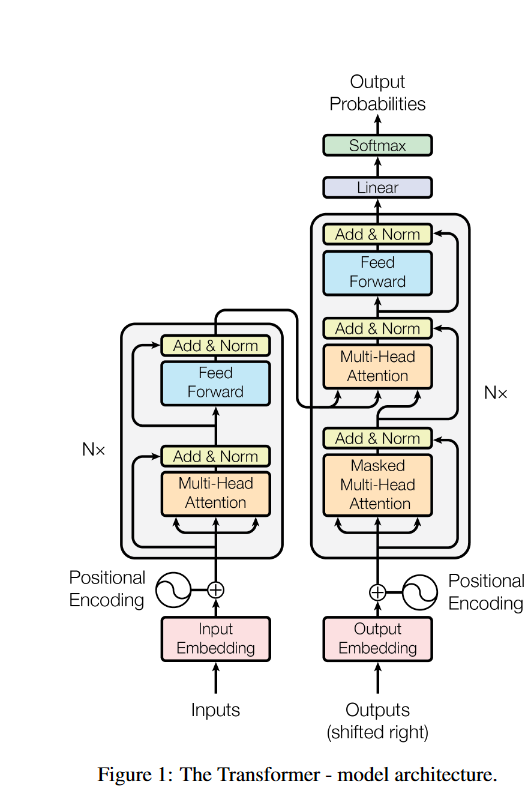 Output
Probabilities
Softmax
Linear
Add & Norm
Feed
Forward
Add & Norm
Multi-Head
Attention
Add & Norm
Masked
Multi-Head
Attention
N×
Add & Norm
Feed
Forward
Add & Norm
Multi-Head
Attention
N×
Positional
Encoding
Positional
Encoding
Input
Embedding
Output
Embedding
Inputs
Outputs
(shifted right)
Figure 1: The Transformer - model architecture.